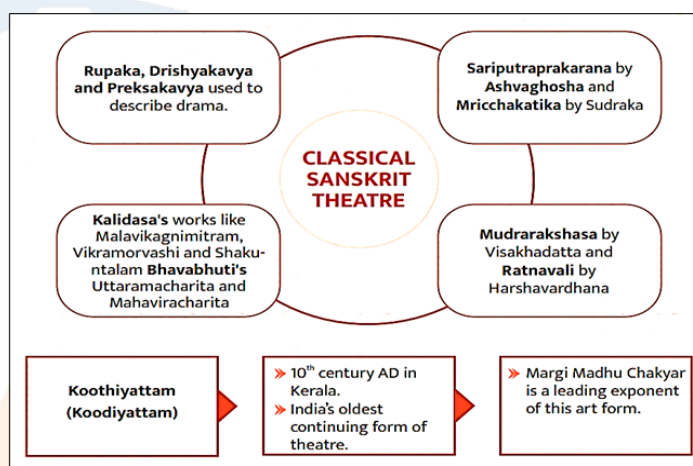 Rupaka, Drishyakavya
and Preksakavya used to
describe drama.
Sariputraprakarana by
Ashvaghosha and
Mricchakatika by Sudraka
CLASSICAL
SANSKRIT
THEATRE
Kalidasa's works like
Malavikagnimitram,
Vikramorvashi and Shaku-
ntalam Bhavabhuti's
Uttaramacharita and
Mahaviracharita
Mudrarakshasa by
Visakhadatta and
Ratnavali by
Harshavardhana
Koothiyattam
(Koodiyattam)
10th century AD in
Kerala.
India's oldest
continuing form of
theatre.
Margi Madhu Chakyar
is a leading exponent
of this art form.